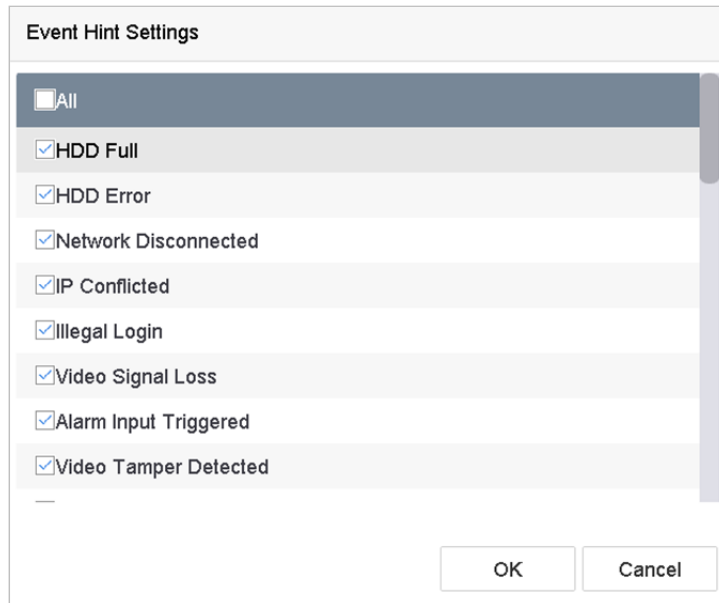 Event Hint Settings
All
HDD Full
HDD Error
Network Disconnected
IP Conflicted
Illegal Login
Video Signal Loss
Alarm Input Triggered
Video Tamper Detected
OK Cancel